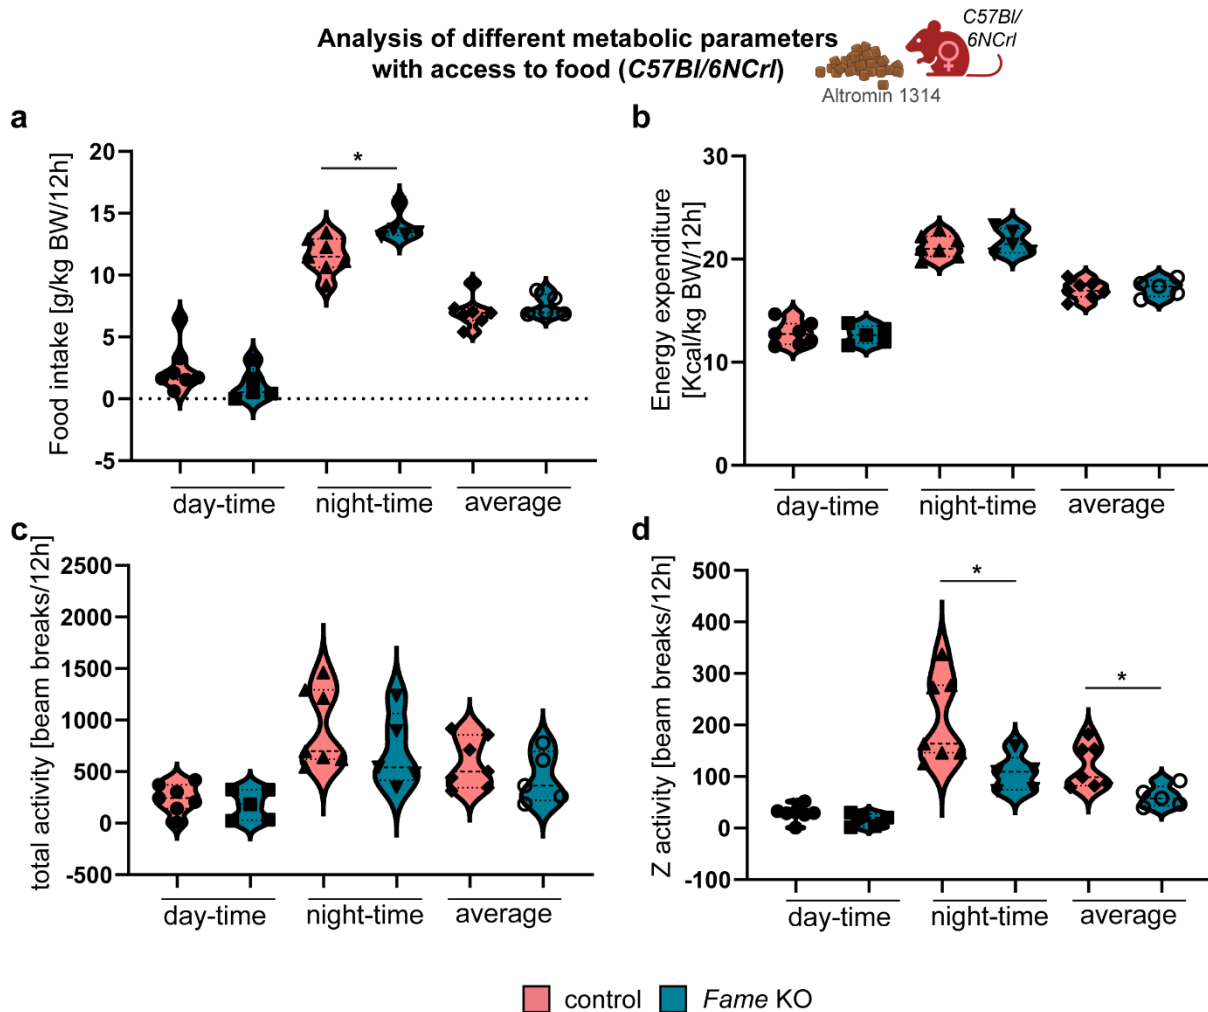 Analysis of different metabolic parameters
with access to food (C57Bl/6NCrl)
C57Bl/
6NCrl
Altromin 1314
a
Food intake [g/kg BW/12h]
20
15
10
5
0
-5
*
day-time
night-time
average
b
Energy expenditure
[Kcal/kg BW/12h]
30
20
10
0
day-time
night-time
average
c
total activity [beam breaks/12h]
2500
2000
1500
1000
500
0
-500
day-time
night-time
average
d
Z activity [beam breaks/12h]
500
400
300
200
100
0
-100
*
*
day-time
night-time
average
control
Fame KO